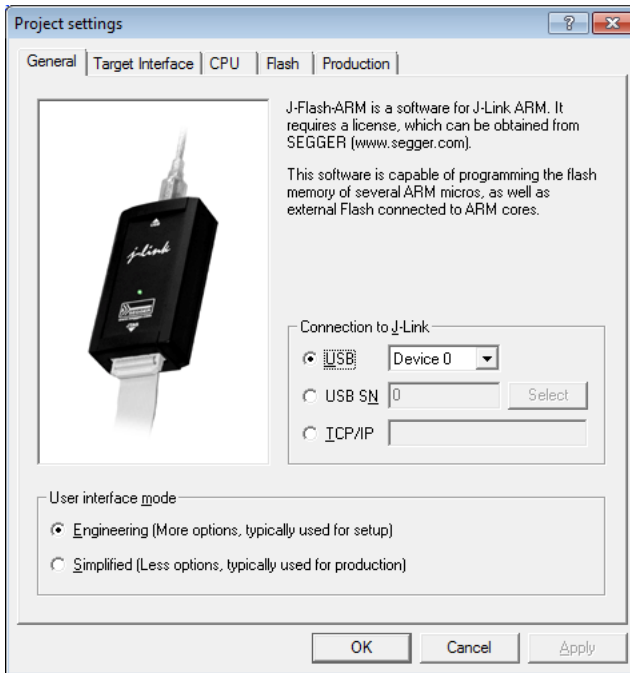 Project settings
General Target Interface CPU Flash Production
J-Flash-ARM is a software for J-Link ARM. It
requires a license, which can be obtained from
SEGGER (www.segger.com).
This software is capable of programming the flash
memory of several ARM micros, as well as
external Flash connected to ARM cores.
J-Link
Connection to J-Link
USB Device 0
USB SN 0 Select
TCP/IP
User interface mode
Engineering (More options, typically used for setup)
Simplified (Less options, typically used for production)
OK Cancel Apply